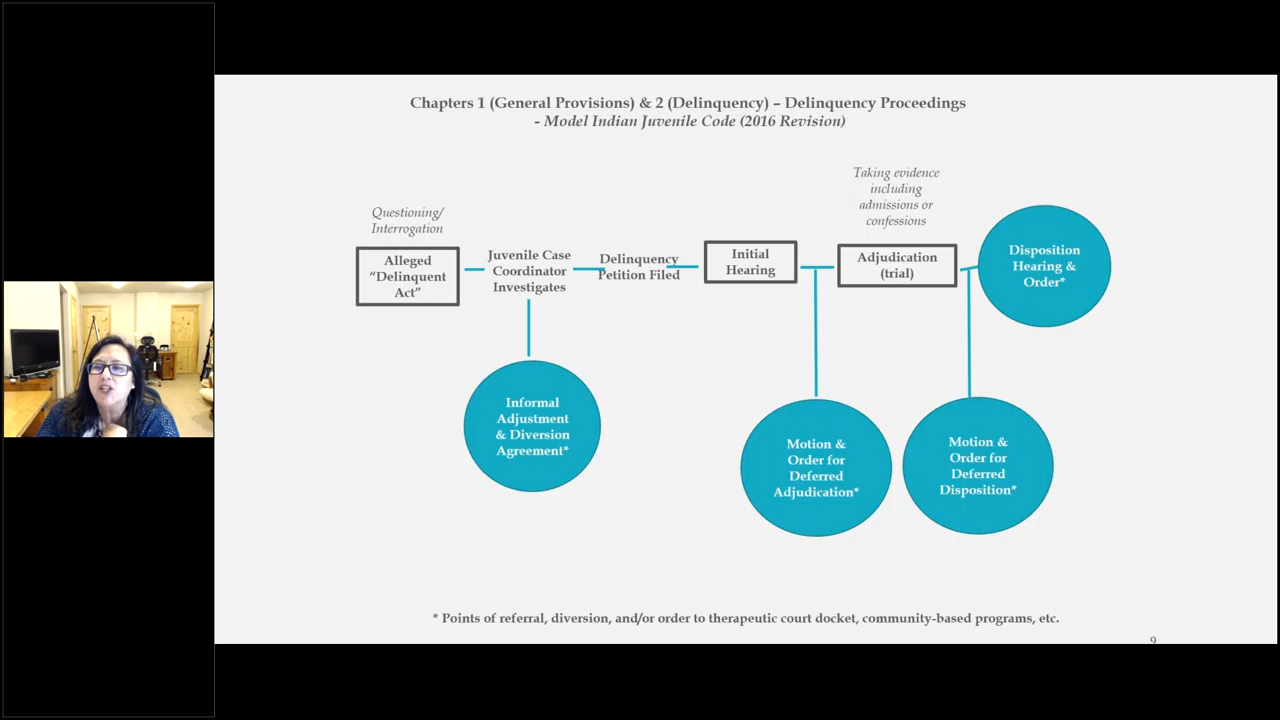 Chapters 1 (General Provisions) & 2 (Delinquency) – Delinquency Proceedings
- Model Indian Juvenile Code (2016 Revision)
Questioning/
Interrogation
Alleged
“Delinquent
Act”
Juvenile Case
Coordinator
Investigates
Delinquency
Petition Filed
Initial
Hearing
Taking evidence
including
admissions or
confessions
Adjudication
(trial)
Disposition
Hearing &
Order*
Informal
Adjustment
& Diversion
Agreement*
Motion &
Order for
Deferred
Adjudication*
Motion &
Order for
Deferred
Disposition*
* Points of referral, diversion, and/or order to therapeutic court docket, community-based programs, etc.
9